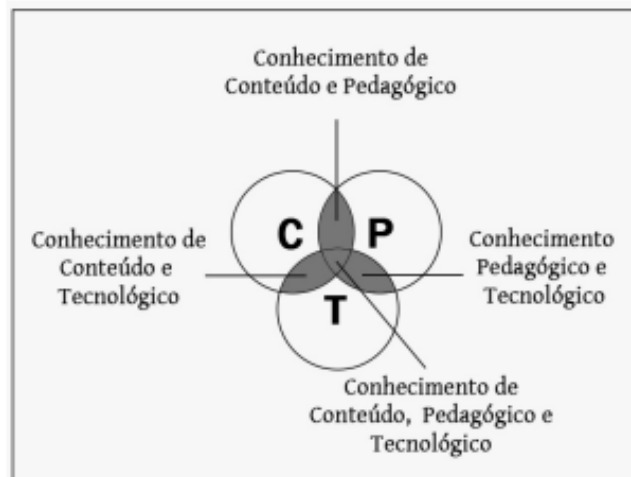 Conhecimento de
Conteúdo e Pedagógico
C
P
Conhecimento de
Conteúdo e
Tecnológico
Conhecimento
Pedagógico e
Tecnológico
T
Conhecimento de
Conteúdo, Pedagógico e
Tecnológico